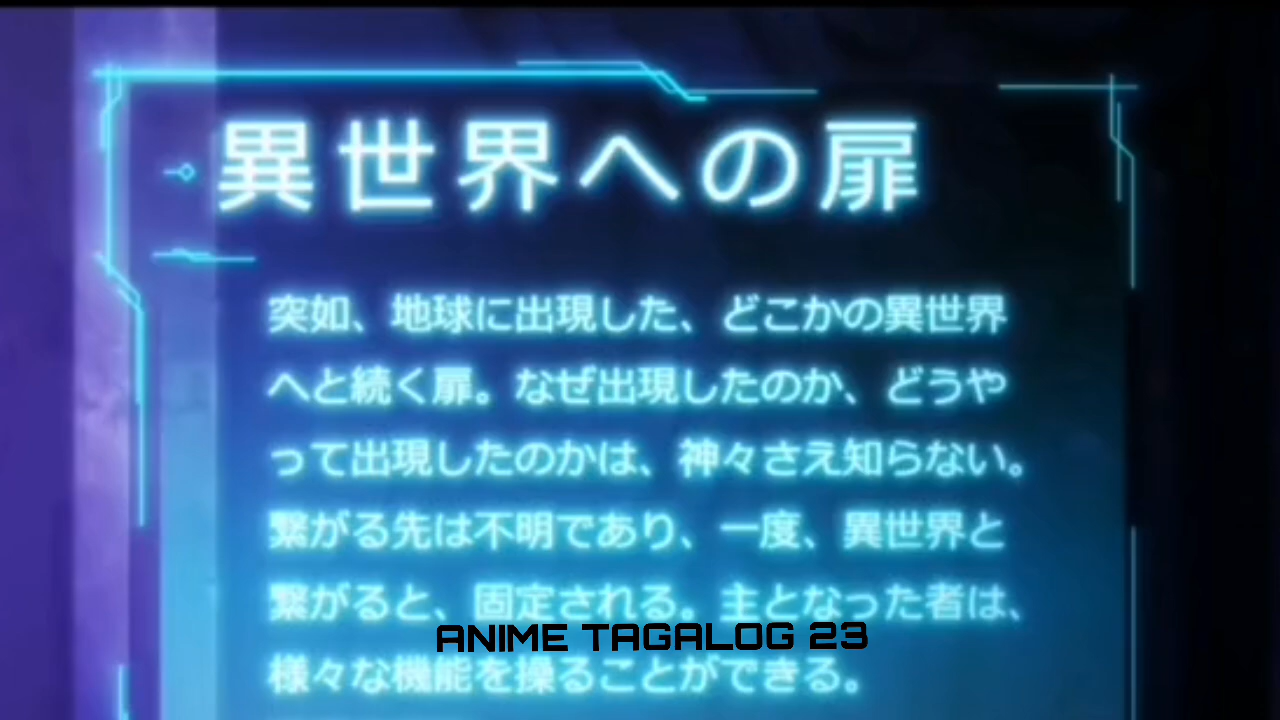 異世界への扉
突如、地球に出現した、どこかの異世界
へと続く扉。なぜ出現したのか、どうや
って出現したのかは、神々さえ知らない。
繋がる先は不明であり、一度、異世界と
繋がると、固定される。主となった者は、
ANIME TAGALOG 23
様々な機能を操ることができる。